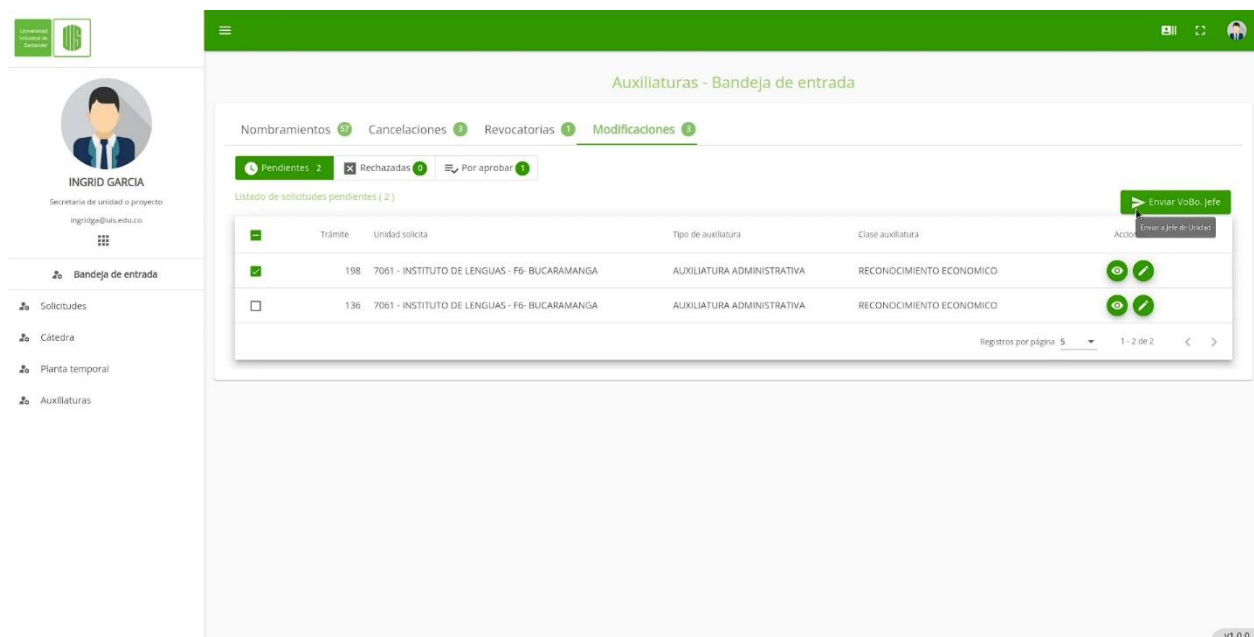 Universidad
Industrial de
Santander
Auxiliaturas - Bandeja de entrada
Nombramientos 57 Cancelaciones 3 Revocatorias 1 Modificaciones 3
Pendientes 2 Rechazadas 0 Por aprobar 1
INGRID GARCIA
Secretaria de unidad o proyecto
ingridga@uis.edu.co
Bandeja de entrada
Solicitudes
Cátedra
Planta temporal
Auxiliaturas
Listado de solicitudes pendientes ( 2 )
Enviar VoBo. Jefe
Enviar a Jefe de Unidad
Trámite Unidad solicita Tipo de auxiliatura Clase auxiliatura
198 7061 - INSTITUTO DE LENGUAS - F6- BUCARAMANGA AUXILIATURA ADMINISTRATIVA RECONOCIMIENTO ECONOMICO
136 7061 - INSTITUTO DE LENGUAS - F6- BUCARAMANGA AUXILIATURA ADMINISTRATIVA RECONOCIMIENTO ECONOMICO
Registros por página 5 1 - 2 de 2
v1.0.0